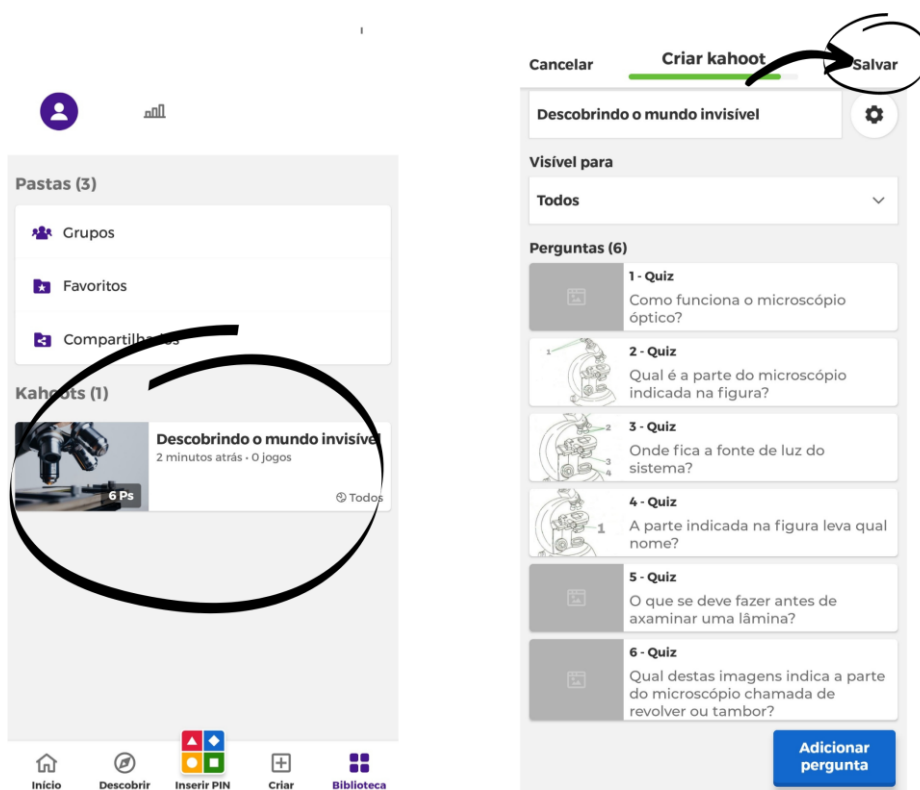 Pastas (3)
Grupos
Favoritos
Compartilhados
Kahoots (1)
Descobrindo o mundo invisível
2 minutos atrás • 0 jogos
6 Ps
Todos
Início
Descobrir
Inserir PIN
Criar
Biblioteca
Cancelar
Criar kahoot
Salvar
Descobrindo o mundo invisível
Visível para
Todos
Perguntas (6)
1 - Quiz
Como funciona o microscópio
óptico?
1
2 - Quiz
Qual é a parte do microscópio
indicada na figura?
2
3
4
3 - Quiz
Onde fica a fonte de luz do
sistema?
1
4 - Quiz
A parte indicada na figura leva qual
nome?
5 - Quiz
O que se deve fazer antes de
axaminar uma lâmina?
6 - Quiz
Qual destas imagens indica a parte
do microscópio chamada de
revolver ou tambor?
Adicionar
pergunta